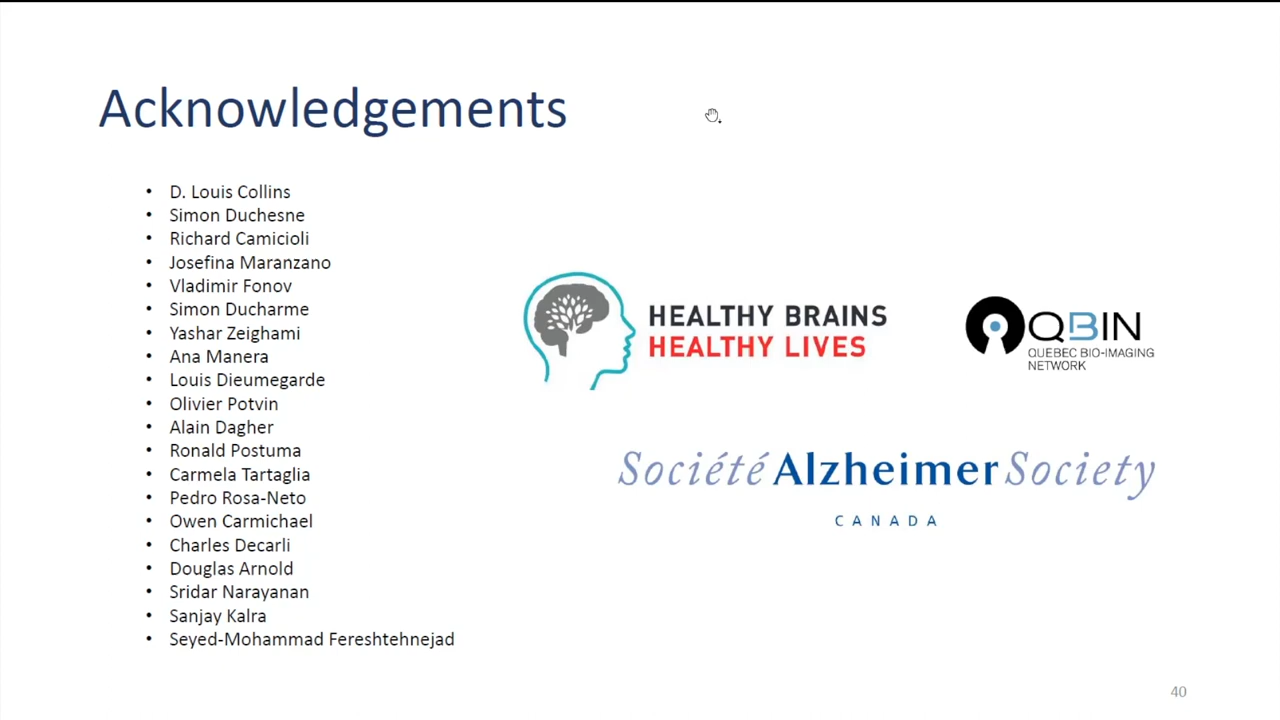 Acknowledgements
• D. Louis Collins
• Simon Duchesne
• Richard Camicioli
• Josefina Maranzano
• Vladimir Fonov
• Simon Ducharme
• Yashar Zeighami
• Ana Manera
• Louis Dieumegarde
• Olivier Potvin
• Alain Dagher
• Ronald Postuma
• Carmela Tartaglia
• Pedro Rosa-Neto
• Owen Carmichael
• Charles Decarli
• Douglas Arnold
• Sridar Narayanan
• Sanjay Kalra
• Seyed-Mohammad Fereshtehnejad
HEALTHY BRAINS
HEALTHY LIVES
QBIN
QUEBEC BIO-IMAGING
NETWORK
Société Alzheimer Society
CANADA
40